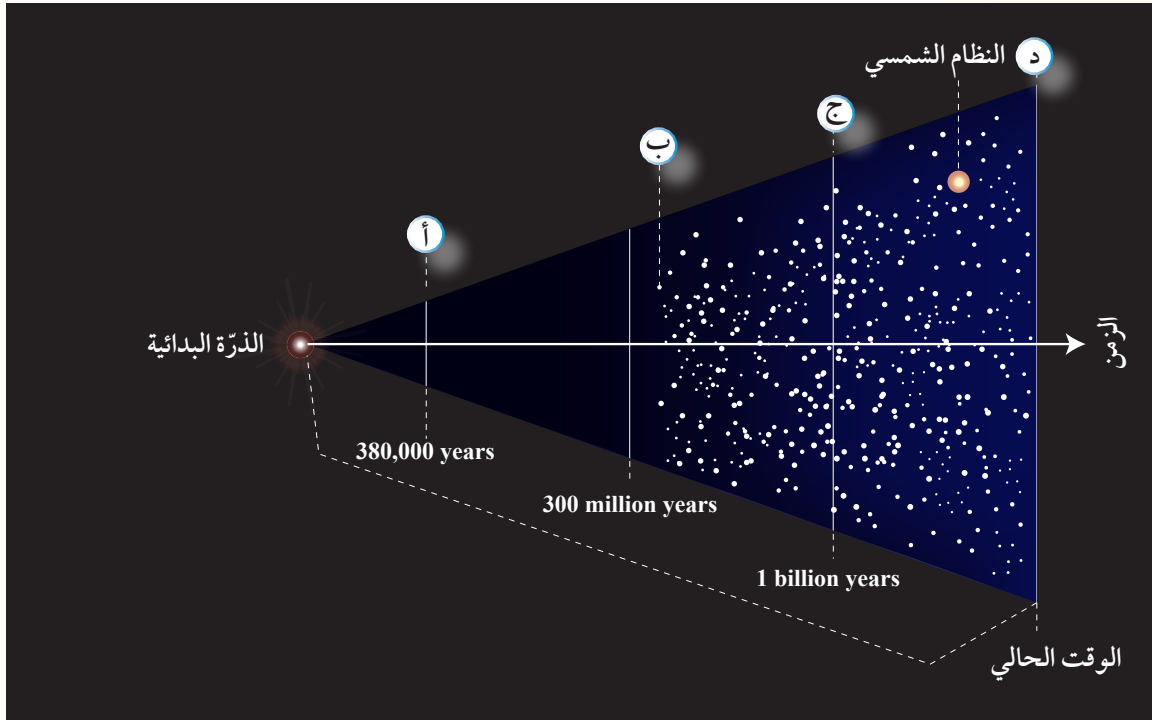 د
النظام الشمسي
ج
ب
أ
الذرّة البدائية
الزمن
380,000 years
300 million years
1 billion years
الوقت الحالي